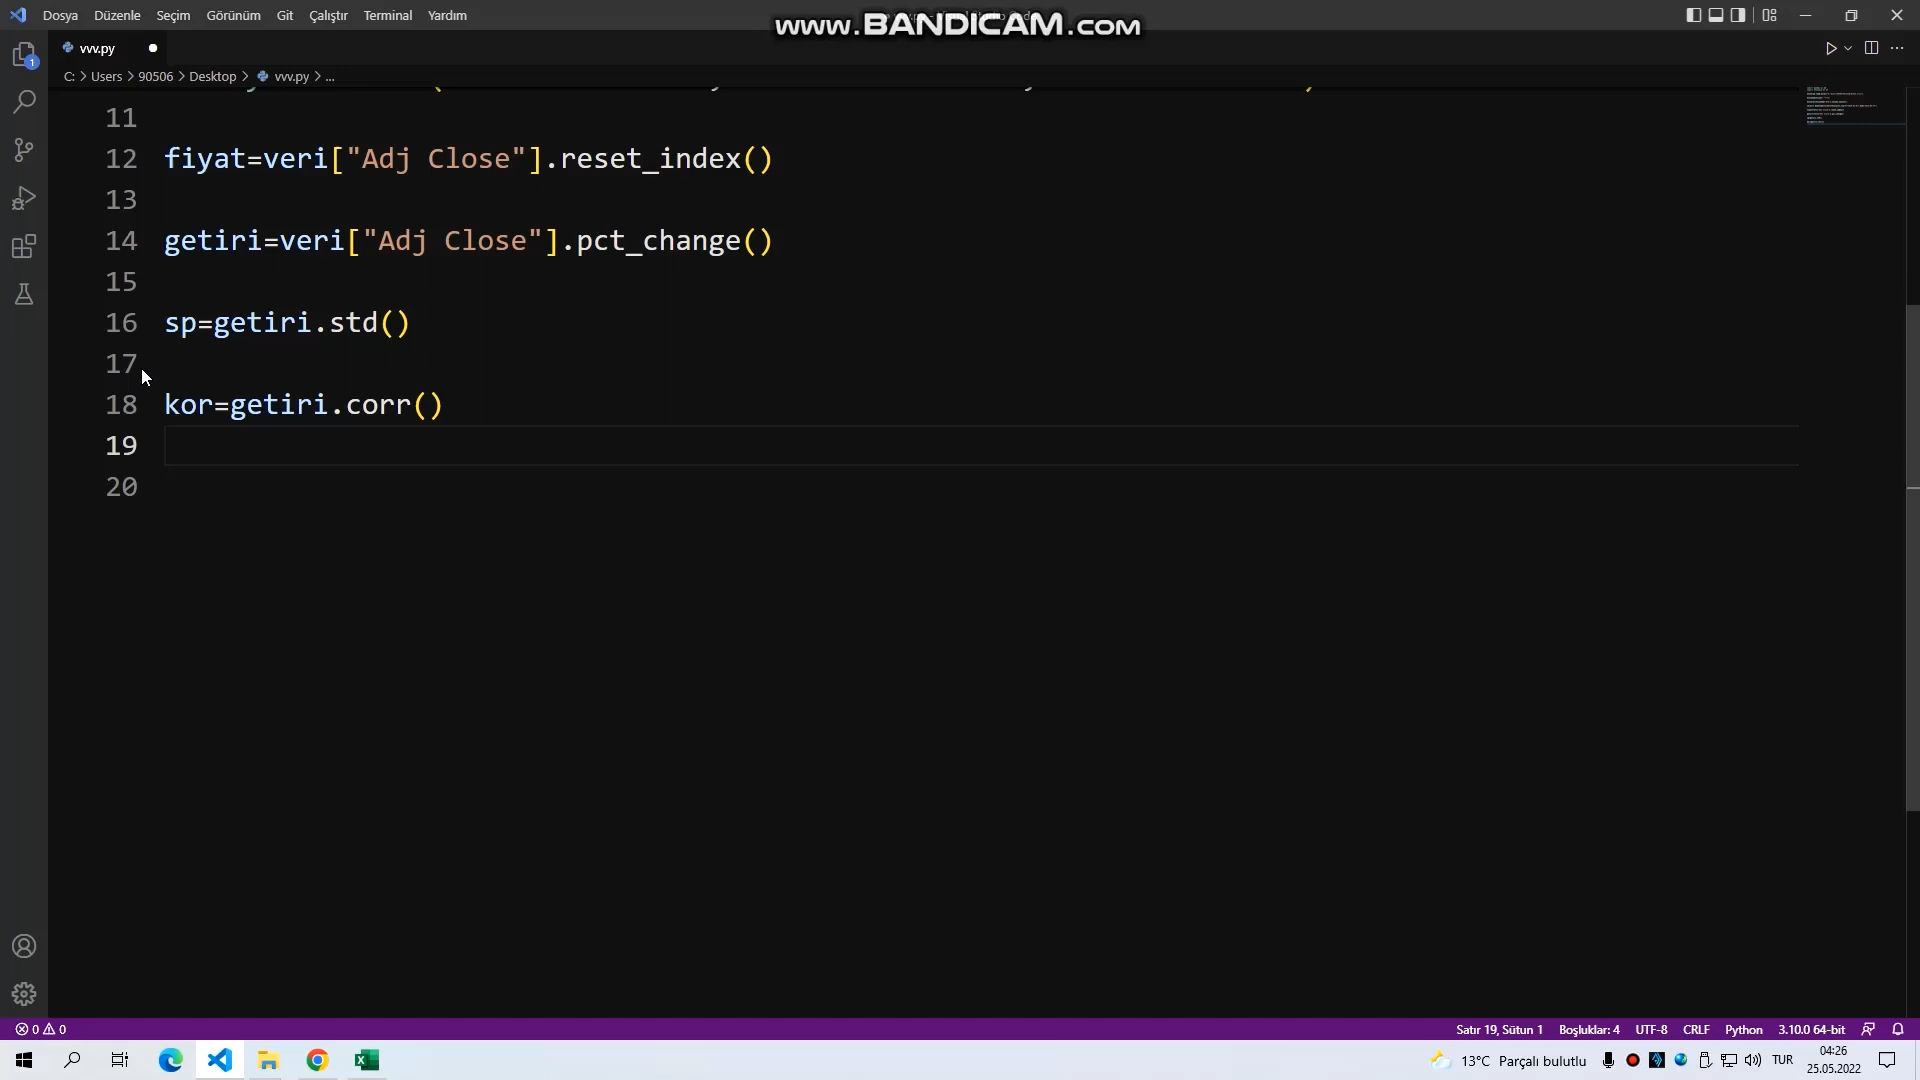 Dosya Düzenle Seçim Görünüm Git Çalıştır Terminal Yardım
www.BANDICAM.com
vvv.py
C: > Users > 90506 > Desktop > vvv.py > ...
11
12 fiyat=veri["Adj Close"].reset_index()
13
14 getiri=veri["Adj Close"].pct_change()
15
16 sp=getiri.std()
17
18 kor=getiri.corr()
19
20
1
0 0
Satır 19, Sütun 1 Boşluklar: 4 UTF-8 CRLF Python 3.10.0 64-bit
13°C Parçalı bulutlu TUR 04:26
25.05.2022